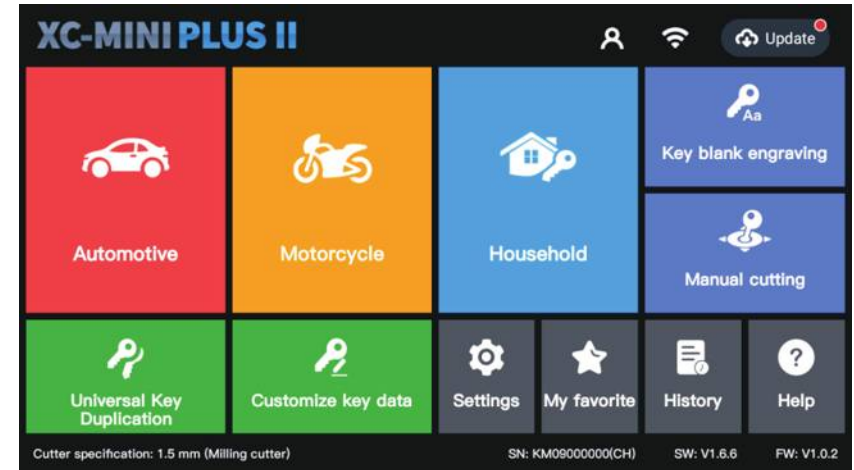 XC-MINI PLUS II
Update
Automotive
Motorcycle
Household
Aa
Key blank engraving
Manual cutting
Universal Key
Duplication
Customize key data
Settings
My favorite
History
?
Help
Cutter specification: 1.5 mm (Milling cutter)
SN: KM09000000(CH)
SW: V1.6.6
FW: V1.0.2